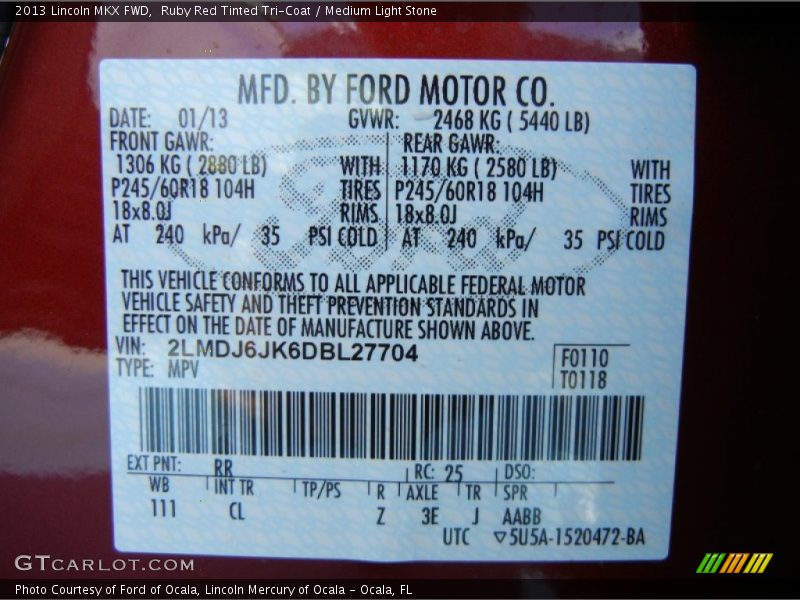 2013 Lincoln MKX FWD,  Ruby Red Tinted Tri-Coat / Medium Light Stone
MFD. BY FORD MOTOR CO.
DATE: 01/13 GVWR: 2468 KG ( 5440 LB)
FRONT GAWR: REAR GAWR:
1306 KG ( 2880 LB) WITH 1170 KG ( 2580 LB) WITH
P245/60R18 104H TIRES P245/60R18 104H TIRES
18x8.0J RIMS 18x8.0J RIMS
AT 240 kPa/ 35 PSI COLD AT 240 kPa/ 35 PSI COLD
Ford
THIS VEHICLE CONFORMS TO ALL APPLICABLE FEDERAL MOTOR
VEHICLE SAFETY AND THEFT PREVENTION STANDARDS IN
EFFECT ON THE DATE OF MANUFACTURE SHOWN ABOVE.
VIN: 2LMDJ6JK6DBL27704
TYPE: MPV
F0110
T0118
EXT PNT: RR RC: 25 DSO:
WB INT TR TP/PS R AXLE TR SPR
111 CL Z 3E J AABB
UTC ▽5U5A-1520472-BA
GTCARLOT.COM
Photo Courtesy of Ford of Ocala, Lincoln Mercury of Ocala - Ocala, FL